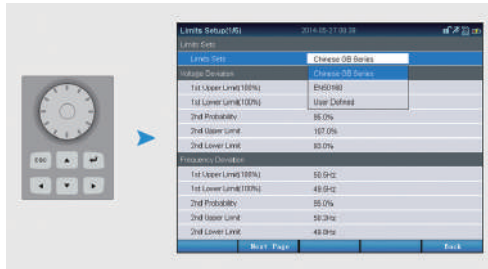 Limits Setup(1/6) 2014-05-27 09:38
Limits Sets
Limits Sets Chinese GB Series
Voltage Deviation Chinese GB Series
1st Upper Limit(100%) EN50160
1st Lower Limit(100%) User Defined
2nd Probability 95.0%
2nd Upper Limit 107.0%
2nd Lower Limit 93.0%
Frequency Deviation
1st Upper Limit(100%) 50.5Hz
1st Lower Limit(100%) 49.5Hz
2nd Probability 95.0%
2nd Upper Limit 50.2Hz
2nd Lower Limit 49.8Hz
Next Page Back
ESC